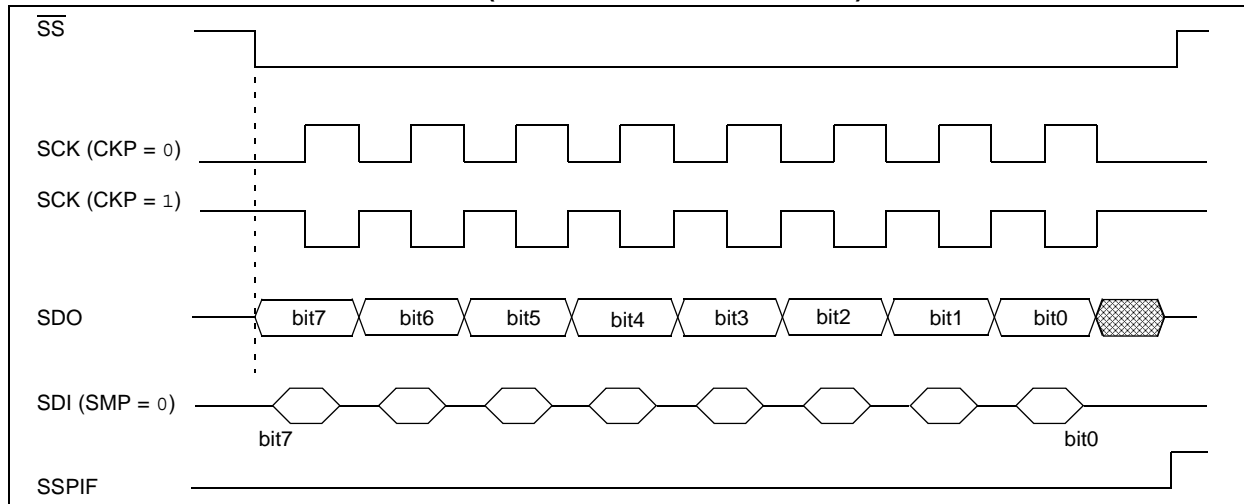 SS
SCK (CKP = 0)
SCK (CKP = 1)
SDO bit7 bit6 bit5 bit4 bit3 bit2 bit1 bit0
SDI (SMP = 0)
bit7 bit0
SSPIF